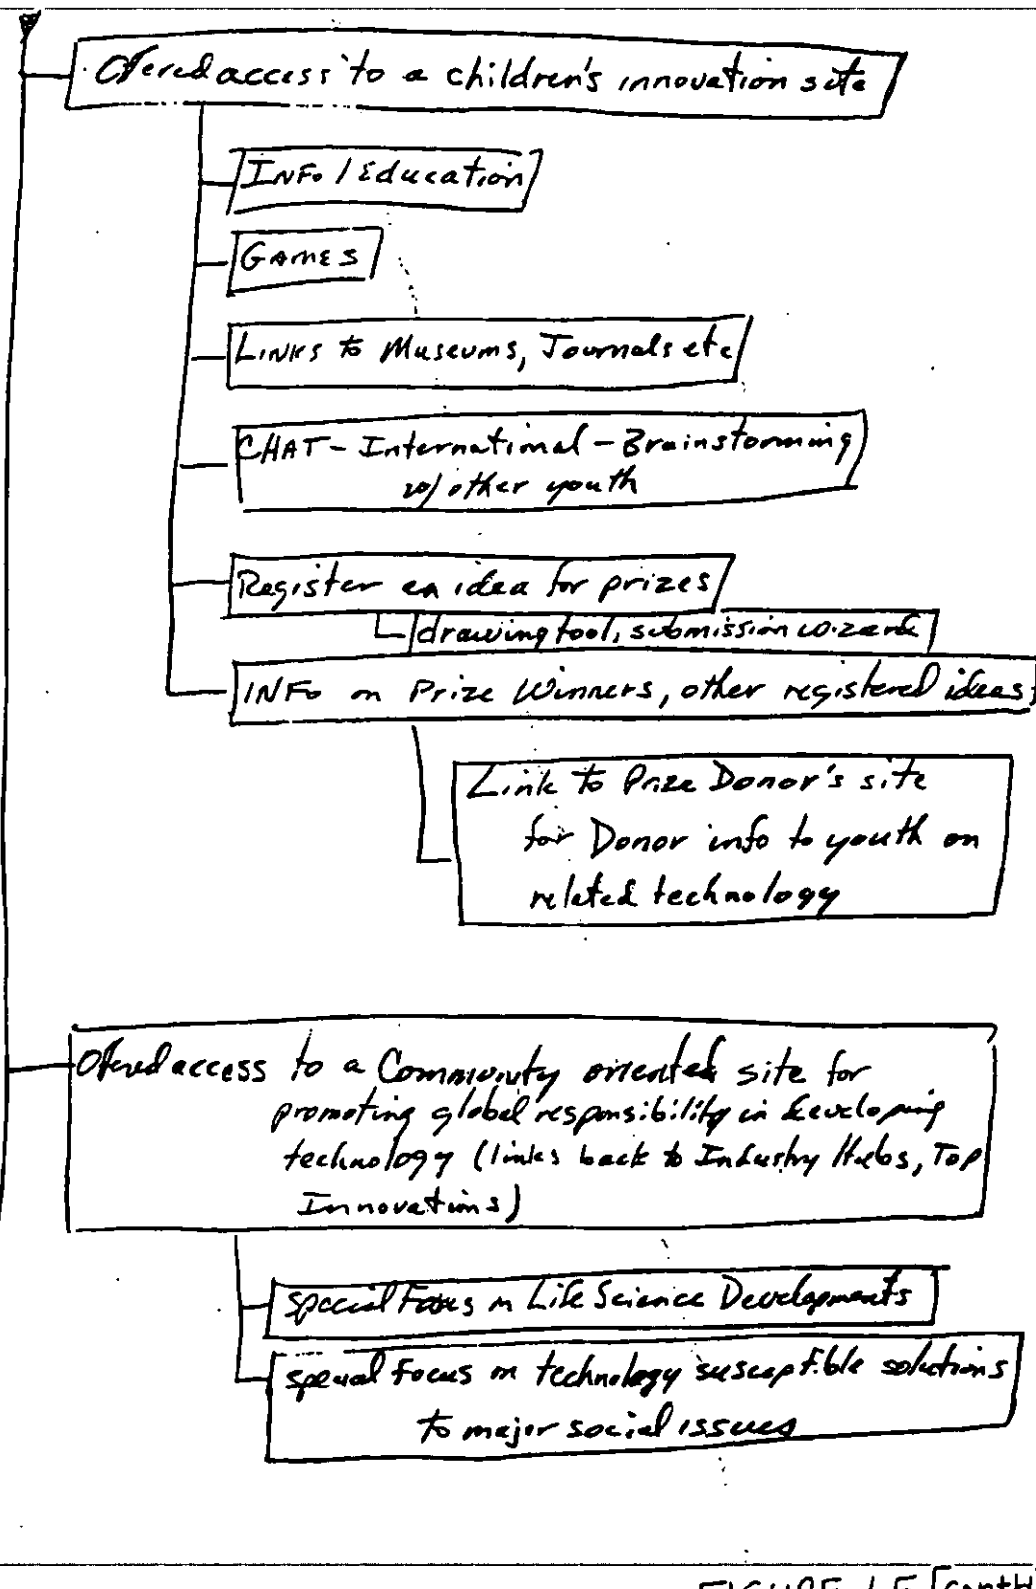 Offered access to a children's innovation site
INFO / Education
GAMES
LINKS to Museums, Journals etc
CHAT - International - Brainstorming
w/ other youth
Register an idea for prizes
drawing tool, submission wizard
INFO on Prize Winners, other registered ideas
Link to Prize Donor's site
for Donor info to youth on
related technology
Offered access to a Community oriented site for
promoting global responsibility in developing
technology (links back to Industry Hubs, Top
Innovations)
special Focus on Life Science Developments
special Focus on technology susceptible solutions
to major social issues